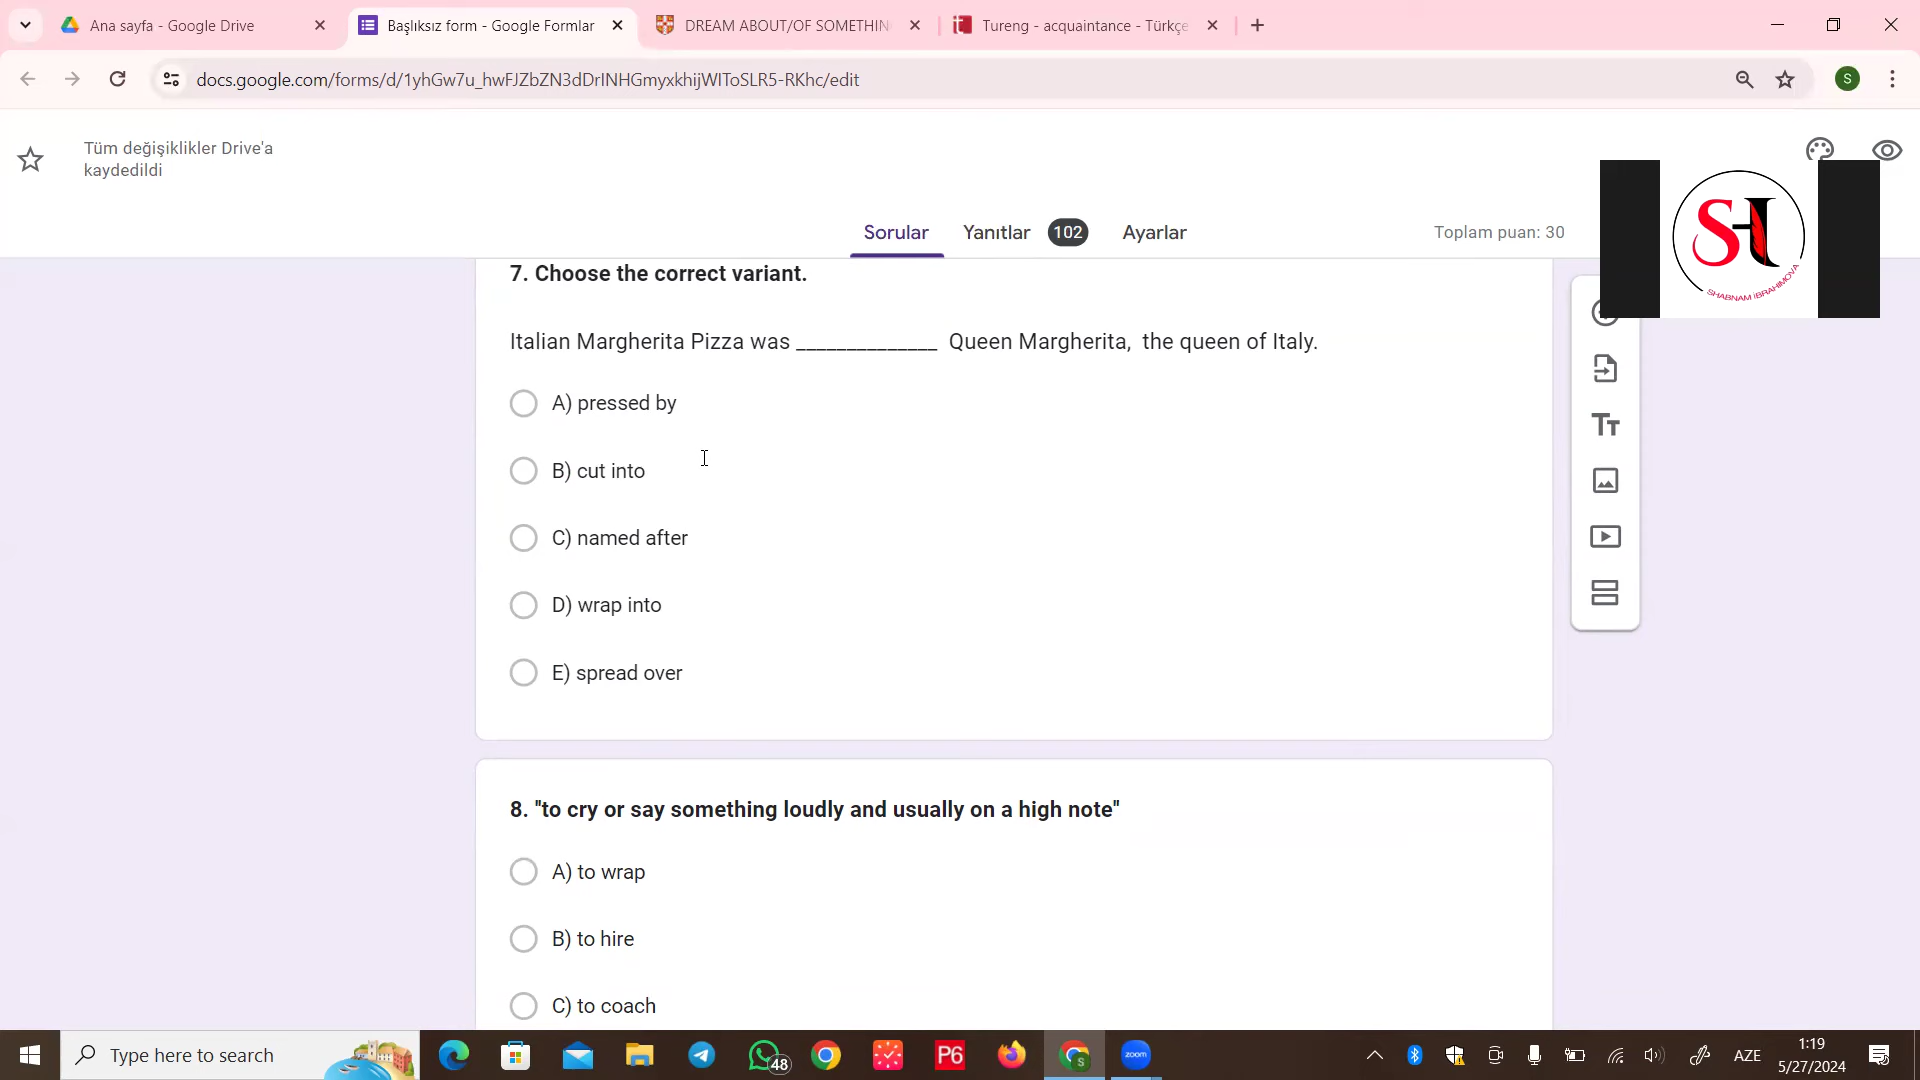 Ana sayfa - Google Drive
Başlıksız form - Google Formlar
DREAM ABOUT/OF SOMETHIN
Tureng - acquaintance - Türkçe
docs.google.com/forms/d/1yhGw7u_hwFJZbZN3dDrINHGmyxkhijWIToSLR5-RKhc/edit
S
Tüm değişiklikler Drive'a
kaydedildi
Sorular
Yanıtlar
102
Ayarlar
Toplam puan: 30
SHABNAM İBRAHIMOVA
7. Choose the correct variant.
Italian Margherita Pizza was ______________ Queen Margherita, the queen of Italy.
A) pressed by
B) cut into
C) named after
D) wrap into
E) spread over
Tт
8. "to cry or say something loudly and usually on a high note"
A) to wrap
B) to hire
C) to coach
Type here to search
48
P6
S
zoom
AZE
1:19
5/27/2024